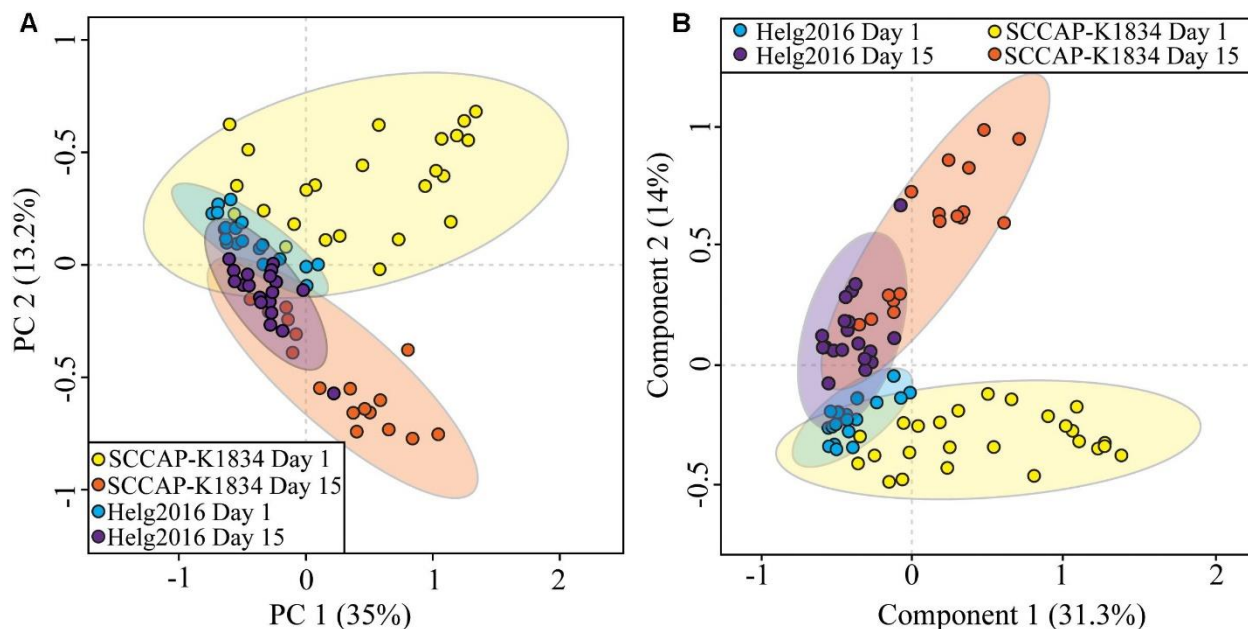 A
1
-0.5
0
-0.5
-1
PC 2 (13.2%)
SCCAP-K1834 Day 1
SCCAP-K1834 Day 15
Helg2016 Day 1
Helg2016 Day 15
-1 0 1 2
PC 1 (35%)
B
Helg2016 Day 1 SCCAP-K1834 Day 1
Helg2016 Day 15 SCCAP-K1834 Day 15
1
0.5
0
-0.5
Component 2 (14%)
-1 0 1 2
Component 1 (31.3%)